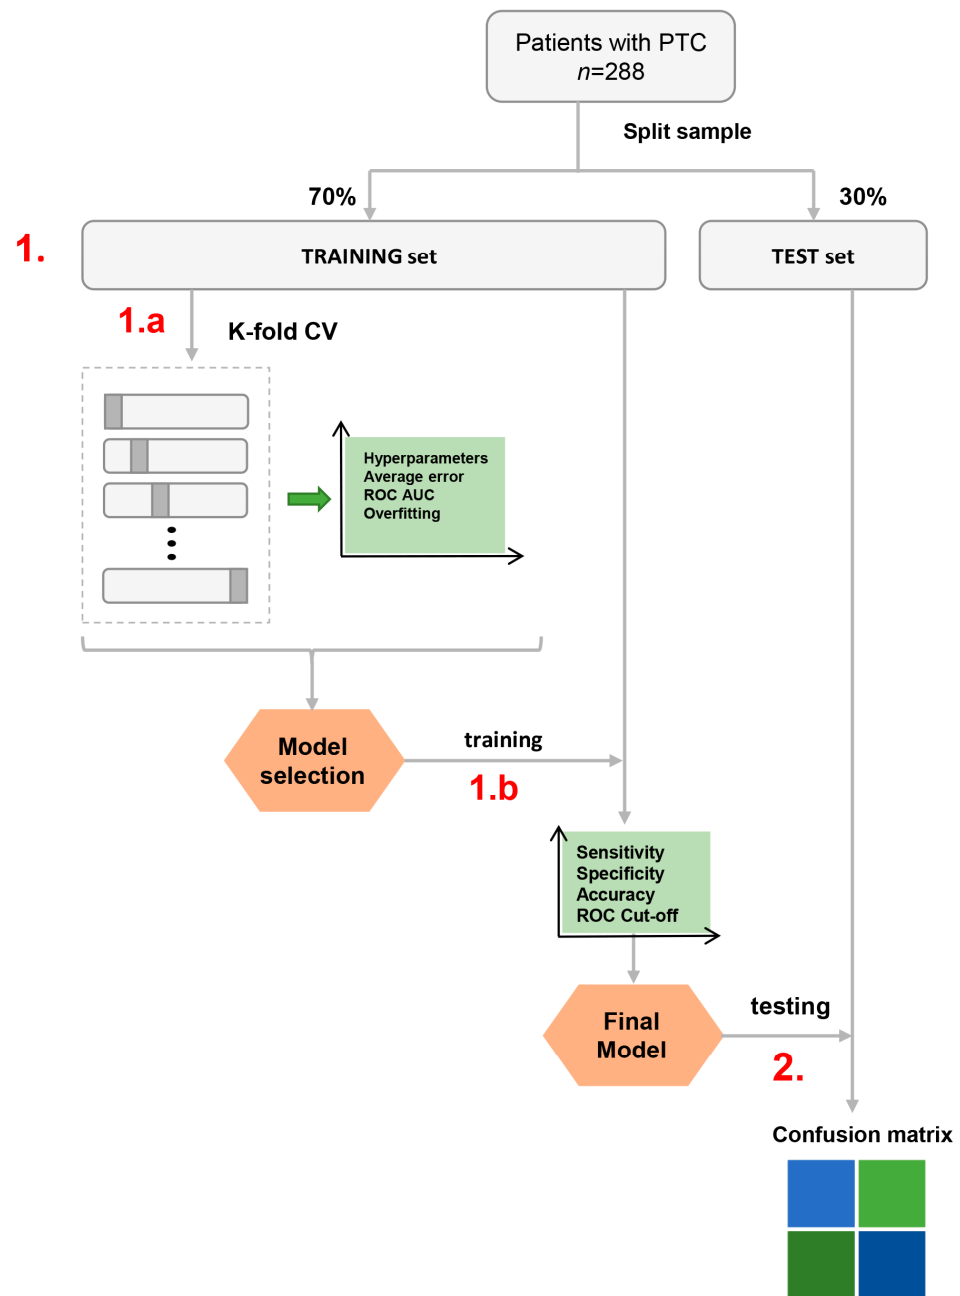 Patients with PTC
n=288
Split sample
70%
30%
1.
TRAINING set
TEST set
1.a
K-fold CV
Hyperparameters
Average error
ROC AUC
Overfitting
Model
selection
training
1.b
Sensitivity
Specificity
Accuracy
ROC Cut-off
Final
Model
testing
2.
Confusion matrix